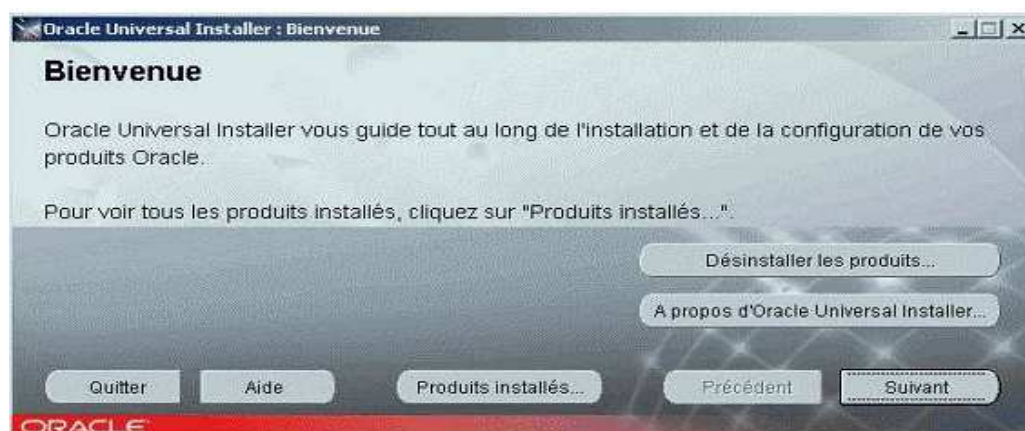 Oracle Universal Installer : Bienvenue
Bienvenue
Oracle Universal Installer vous guide tout au long de l'installation et de la configuration de vos
produits Oracle.
Pour voir tous les produits installés, cliquez sur "Produits installés...".
Désinstaller les produits...
A propos d'Oracle Universal Installer...
Quitter
Aide
Produits installés...
Précédent
Suivant
ORACLE